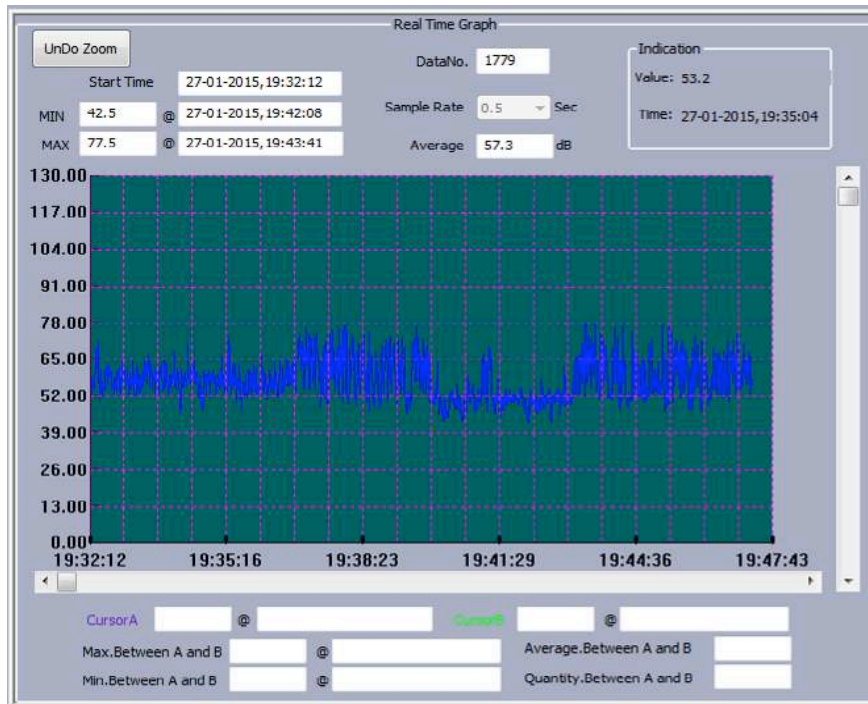 Real Time Graph
UnDo Zoom
Start Time 27-01-2015,19:32:12
MIN 42.5 @ 27-01-2015,19:42:08
MAX 77.5 @ 27-01-2015,19:43:41
DataNo. 1779
Sample Rate 0.5 Sec
Average 57.3 dB
Indication
Value: 53.2
Time: 27-01-2015,19:35:04
130.00
117.00
104.00
91.00
78.00
65.00
52.00
39.00
26.00
13.00
0.00
19:32:12 19:35:16 19:38:23 19:41:29 19:44:36 19:47:43
CursorA @ CursorB @
Max.Between A and B @ Average.Between A and B
Min.Between A and B @ Quantity.Between A and B